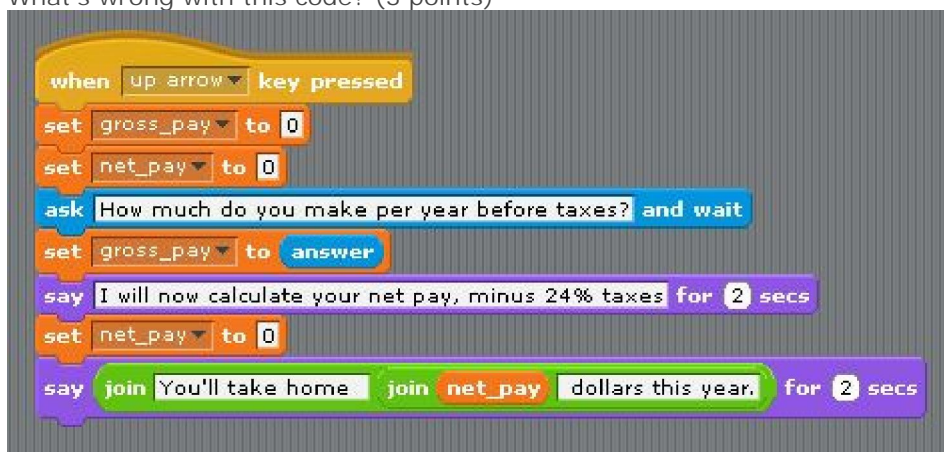 What's wrong with this code? (3 points)
when up arrow key pressed
set gross_pay to 0
set net_pay to 0
ask How much do you make per year before taxes? and wait
set gross_pay to answer
say I will now calculate your net pay, minus 24% taxes for 2 secs
set net_pay to 0
say join You'll take home join net_pay dollars this year. for 2 secs